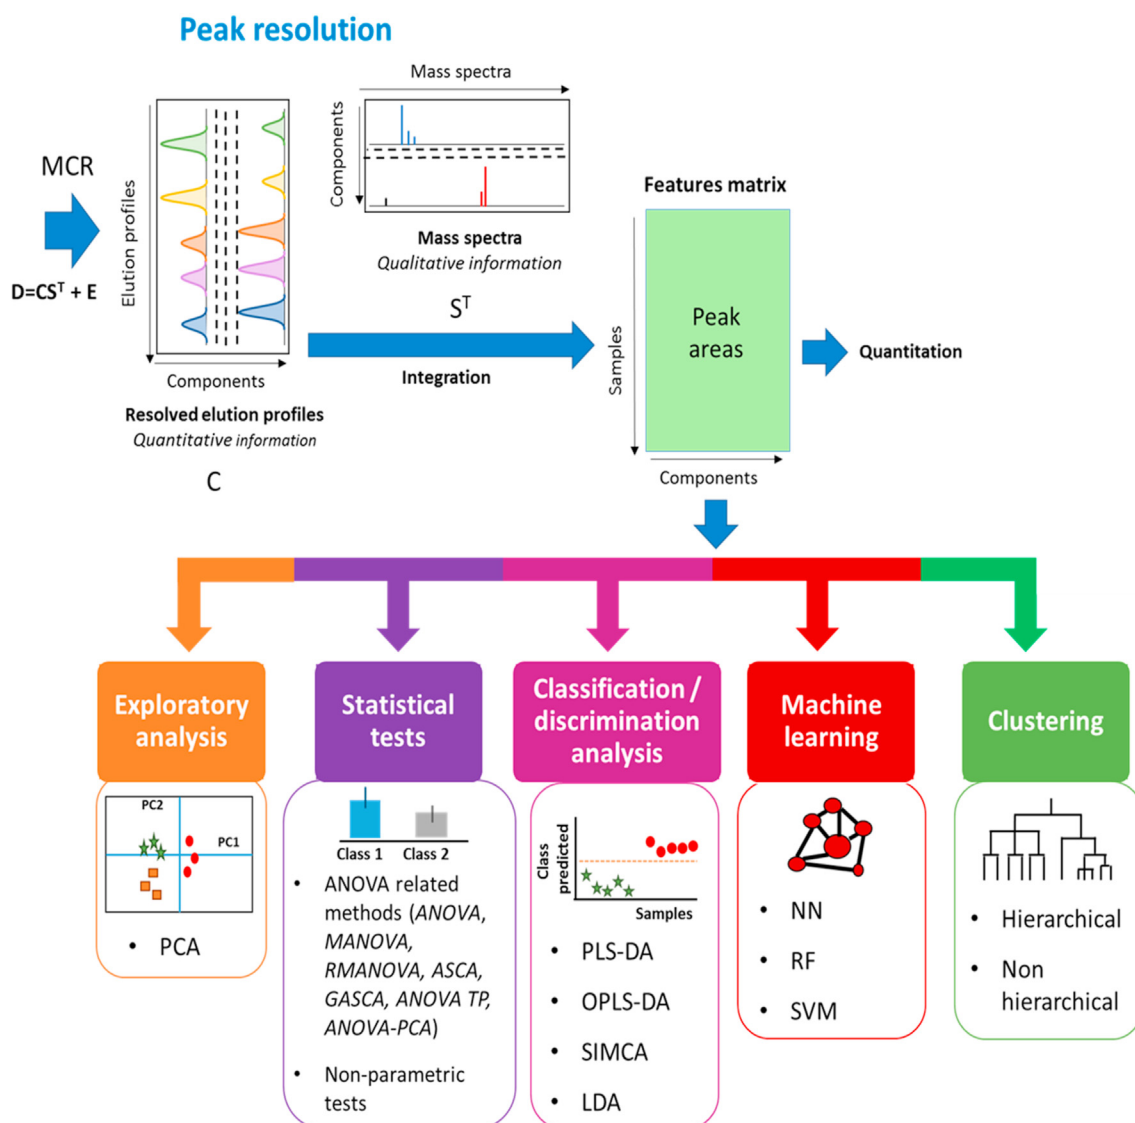 Peak resolution
MCR
D=CSᵀ + E
Elution profiles
Components
Resolved elution profiles
Quantitative information
C
Mass spectra
Components
Mass spectra
Qualitative information
Sᵀ
Integration
Features matrix
Samples
Peak
areas
Components
Quantitation
Exploratory
analysis
PC2
PC1
• PCA
Statistical
tests
Class 1
Class 2
• ANOVA related
methods (ANOVA,
MANOVA,
RMANOVA, ASCA,
GASCA, ANOVA TP,
ANOVA-PCA)
• Non-parametric
tests
Classification /
discrimination
analysis
Class
predicted
Samples
• PLS-DA
• OPLS-DA
• SIMCA
• LDA
Machine
learning
• NN
• RF
• SVM
Clustering
• Hierarchical
• Non
hierarchical